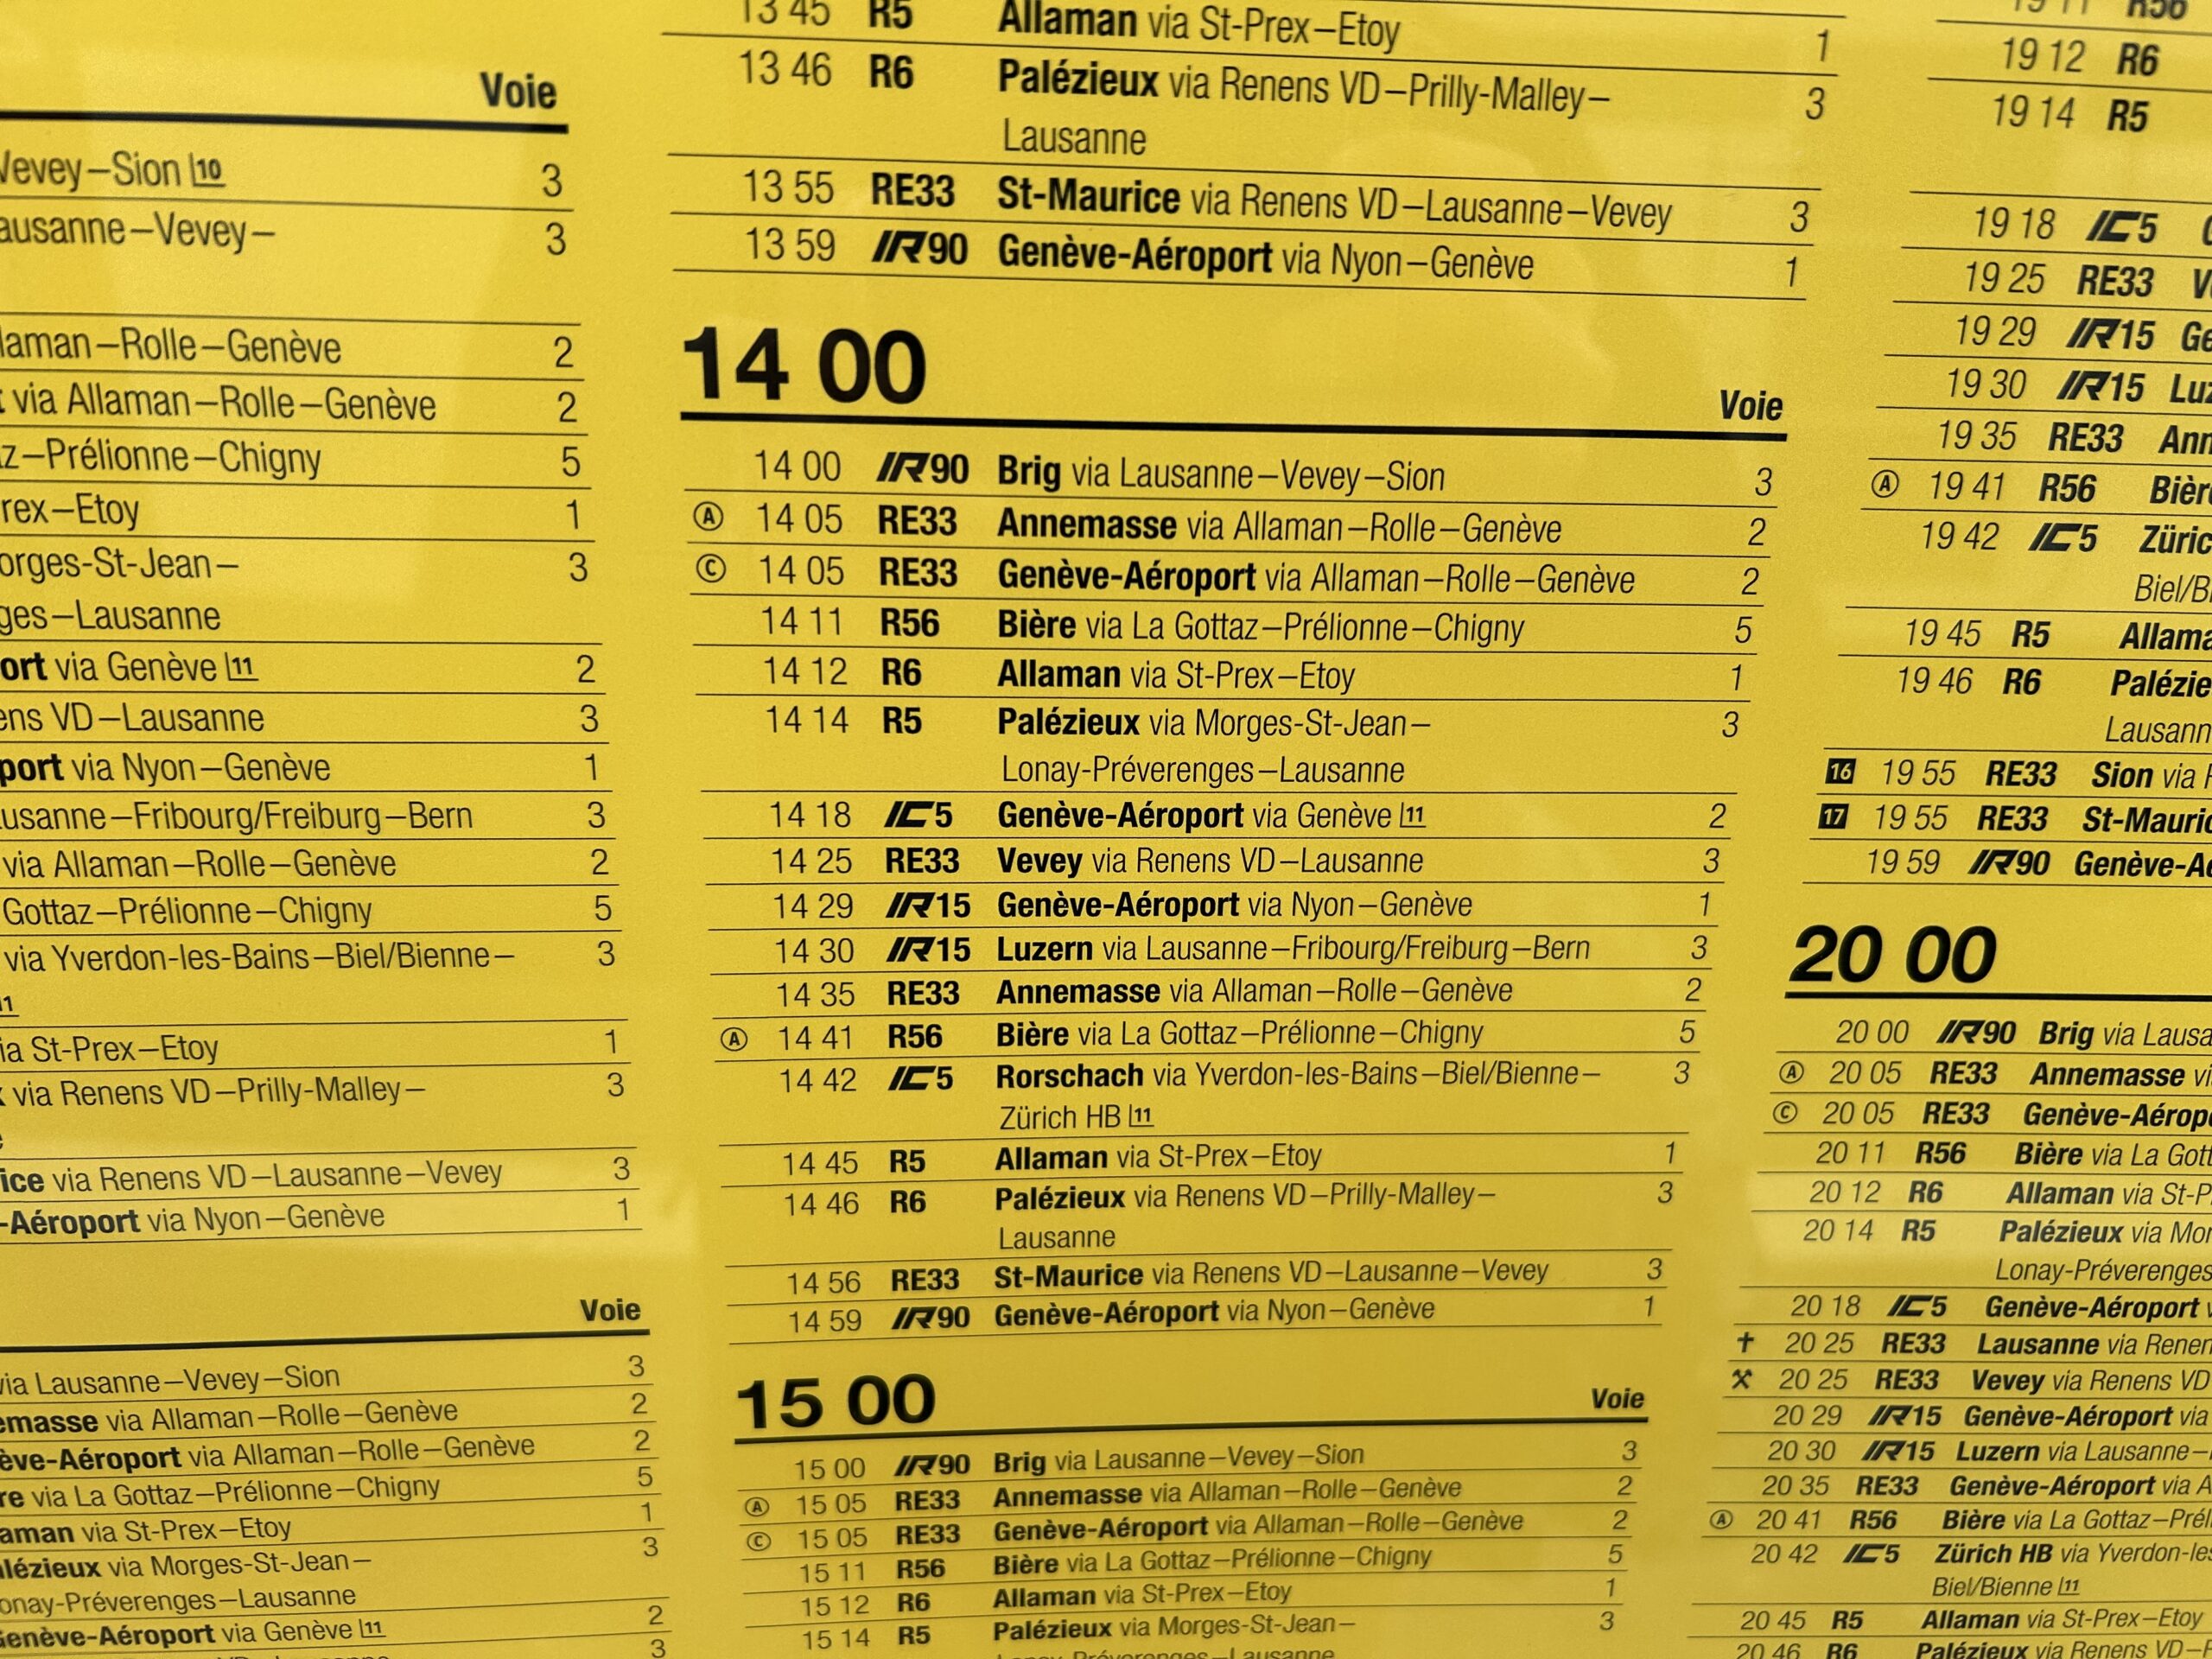 Voie
Vevey–Sion 10 3
Lausanne–Vevey– 3
Allaman–Rolle–Genève 2
via Allaman–Rolle–Genève 2
–Prélionne–Chigny 5
–Etoy 1
Morges-St-Jean– 3
–Lausanne
via Genève 11 2
VD–Lausanne 3
via Nyon–Genève 1
Lausanne–Fribourg/Freiburg–Bern 3
via Allaman–Rolle–Genève 2
Gottaz–Prélionne–Chigny 5
via Yverdon-les-Bains–Biel/Bienne– 3
11
via St-Prex–Etoy 1
via Renens VD–Prilly-Malley– 3
via Renens VD–Lausanne–Vevey 3
-Aéroport via Nyon–Genève 1
Voie
via Lausanne–Vevey–Sion 3
via Allaman–Rolle–Genève 2
-Aéroport via Allaman–Rolle–Genève 2
via La Gottaz–Prélionne–Chigny 5
via St-Prex–Etoy 1
via Morges-St-Jean– 3
Lonay-Préverenges–Lausanne
Genève-Aéroport via Genève 11 2
3
13 45 R5 Allaman via St-Prex–Etoy 1
13 46 R6 Palézieux via Renens VD–Prilly-Malley– 3
Lausanne
13 55 RE33 St-Maurice via Renens VD–Lausanne–Vevey 3
13 59 IR90 Genève-Aéroport via Nyon–Genève 1
14 00
Voie
14 00 IR90 Brig via Lausanne–Vevey–Sion 3
Ⓐ 14 05 RE33 Annemasse via Allaman–Rolle–Genève 2
Ⓒ 14 05 RE33 Genève-Aéroport via Allaman–Rolle–Genève 2
14 11 R56 Bière via La Gottaz–Prélionne–Chigny 5
14 12 R6 Allaman via St-Prex–Etoy 1
14 14 R5 Palézieux via Morges-St-Jean– 3
Lonay-Préverenges–Lausanne
14 18 IC5 Genève-Aéroport via Genève 11 2
14 25 RE33 Vevey via Renens VD–Lausanne 3
14 29 IR15 Genève-Aéroport via Nyon–Genève 1
14 30 IR15 Luzern via Lausanne–Fribourg/Freiburg–Bern 3
14 35 RE33 Annemasse via Allaman–Rolle–Genève 2
Ⓐ 14 41 R56 Bière via La Gottaz–Prélionne–Chigny 5
14 42 IC5 Rorschach via Yverdon-les-Bains–Biel/Bienne– 3
Zürich HB 11
14 45 R5 Allaman via St-Prex–Etoy 1
14 46 R6 Palézieux via Renens VD–Prilly-Malley– 3
Lausanne
14 56 RE33 St-Maurice via Renens VD–Lausanne–Vevey 3
14 59 IR90 Genève-Aéroport via Nyon–Genève 1
15 00
Voie
15 00 IR90 Brig via Lausanne–Vevey–Sion 3
Ⓐ 15 05 RE33 Annemasse via Allaman–Rolle–Genève 2
Ⓒ 15 05 RE33 Genève-Aéroport via Allaman–Rolle–Genève 2
15 11 R56 Bière via La Gottaz–Prélionne–Chigny 5
15 12 R6 Allaman via St-Prex–Etoy 1
15 14 R5 Palézieux via Morges-St-Jean– 3
Lonay-Préverenges–Lausanne
19 11 R56
19 12 R6
19 14 R5
19 18 IC5
19 25 RE33
19 29 IR15
19 30 IR15
19 35 RE33
Ⓐ 19 41 R56
19 42 IC5
19 45 R5
19 46 R6
16 19 55 RE33 Sion via
17 19 55 RE33
19 59 IR90
20 00
20 00 IR90 Brig via
Ⓐ 20 05 RE33 Annemasse
Ⓒ 20 05 RE33
20 11 R56 Bière via La
20 12 R6 Allaman via
20 14 R5 Palézieux via
Lonay-Préverenges
20 18 IC5 Genève-Aéroport
✝ 20 25 RE33 Lausanne via
⚒ 20 25 RE33 Vevey via Renens VD
20 29 IR15 Genève-Aéroport via
20 30 IR15 Luzern via Lausanne–
20 35 RE33 Genève-Aéroport via
Ⓐ 20 41 R56 Bière via La Gottaz–
20 42 IC5 Zürich HB via
Biel/Bienne 11
20 45 R5 Allaman via St-Prex–Etoy
20 46 R6 Palézieux via Renens VD–